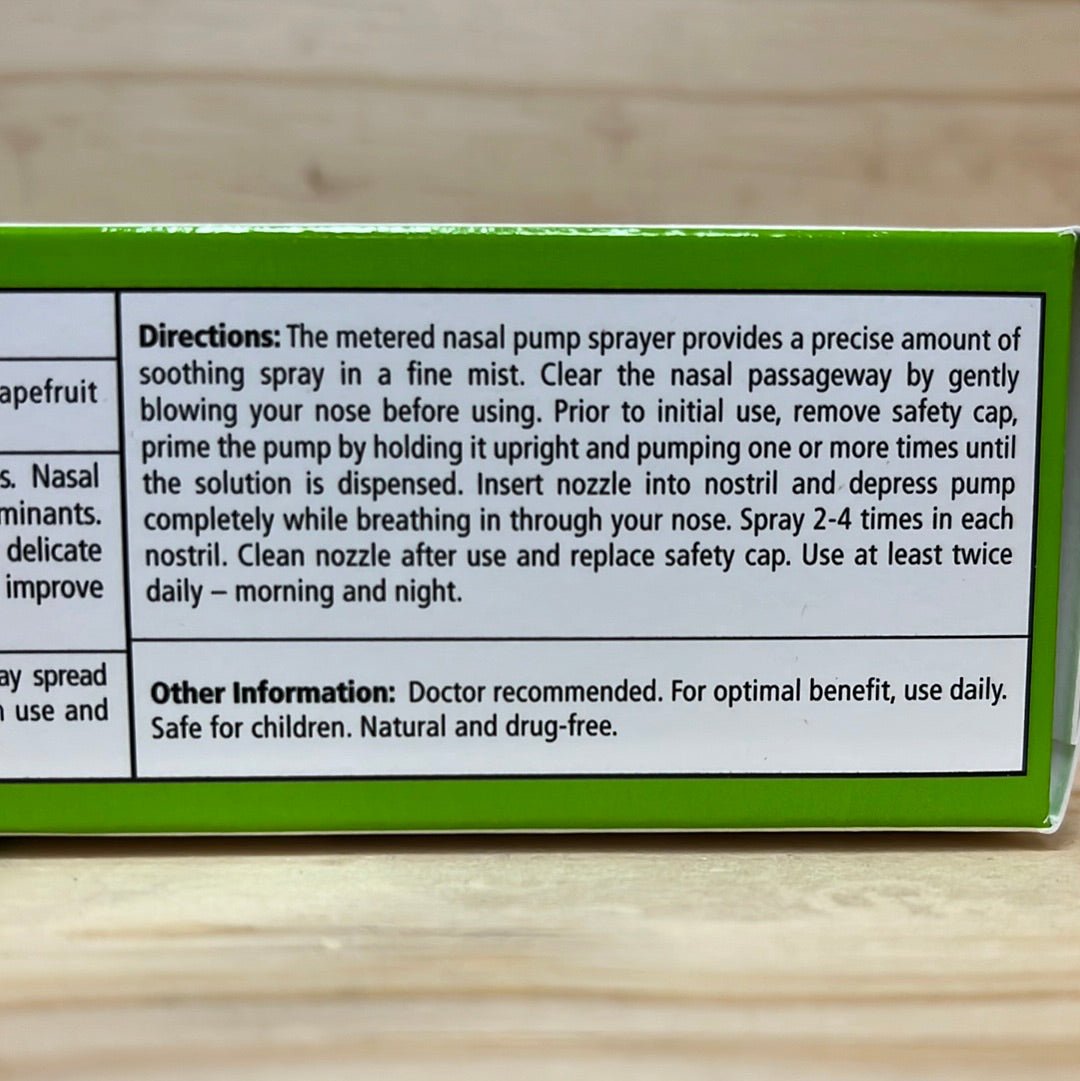 apefruit
s. Nasal
minants.
delicate
improve
ay spread
use and
Directions: The metered nasal pump sprayer provides a precise amount of
soothing spray in a fine mist. Clear the nasal passageway by gently
blowing your nose before using. Prior to initial use, remove safety cap,
prime the pump by holding it upright and pumping one or more times until
the solution is dispensed. Insert nozzle into nostril and depress pump
completely while breathing in through your nose. Spray 2-4 times in each
nostril. Clean nozzle after use and replace safety cap. Use at least twice
daily – morning and night.
Other Information: Doctor recommended. For optimal benefit, use daily.
Safe for children. Natural and drug-free.